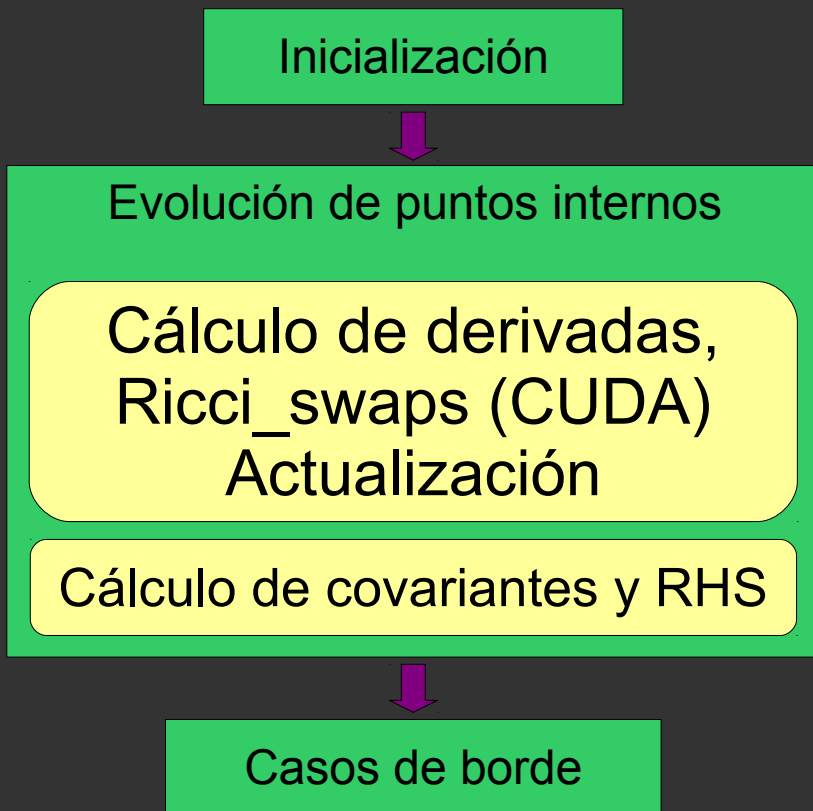 Inicialización
Evolución de puntos internos
Cálculo de derivadas,
Ricci_swaps (CUDA)
Actualización
Cálculo de covariantes y RHS
Casos de borde